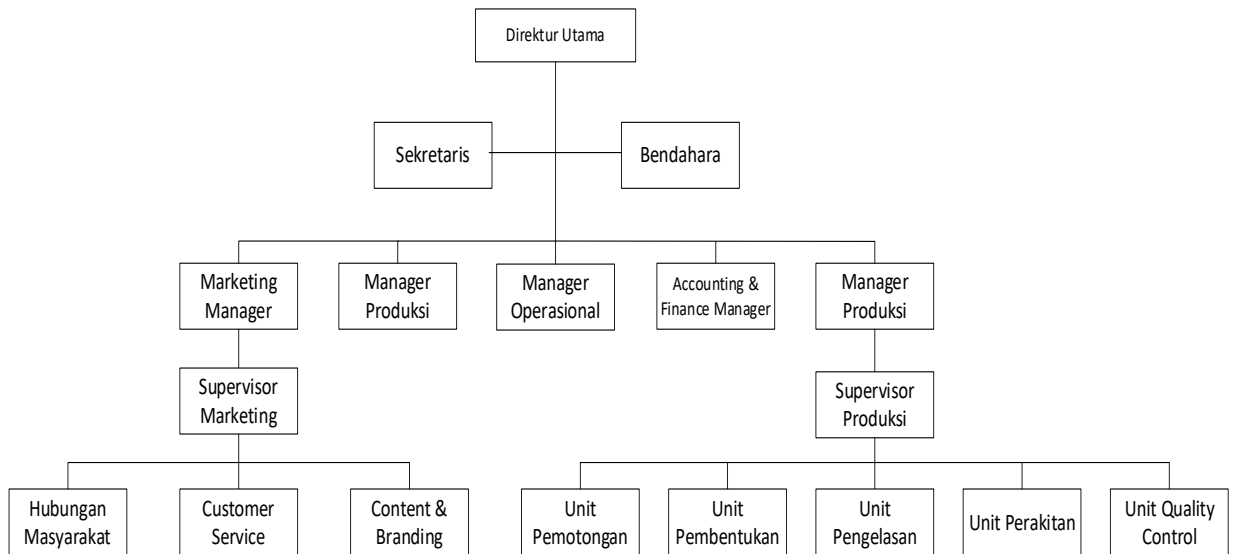 Direktur Utama
Sekretaris
Bendahara
Marketing
Manager
Manager
Produksi
Manager
Operasional
Accounting &
Finance Manager
Manager
Produksi
Supervisor
Marketing
Supervisor
Produksi
Hubungan
Masyarakat
Customer
Service
Content &
Branding
Unit
Pemotongan
Unit
Pembentukan
Unit
Pengelasan
Unit Perakitan
Unit Quality
Control